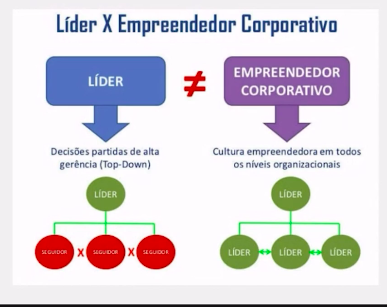 Líder X Empreendedor Corporativo
LÍDER
≠
EMPREENDEDOR
CORPORATIVO
Decisões partidas de alta
gerência (Top-Down)
Cultura empreendedora em todos
os níveis organizacionais
LÍDER
LÍDER
SEGUIDOR X SEGUIDOR X SEGUIDOR
LÍDER LÍDER LÍDER